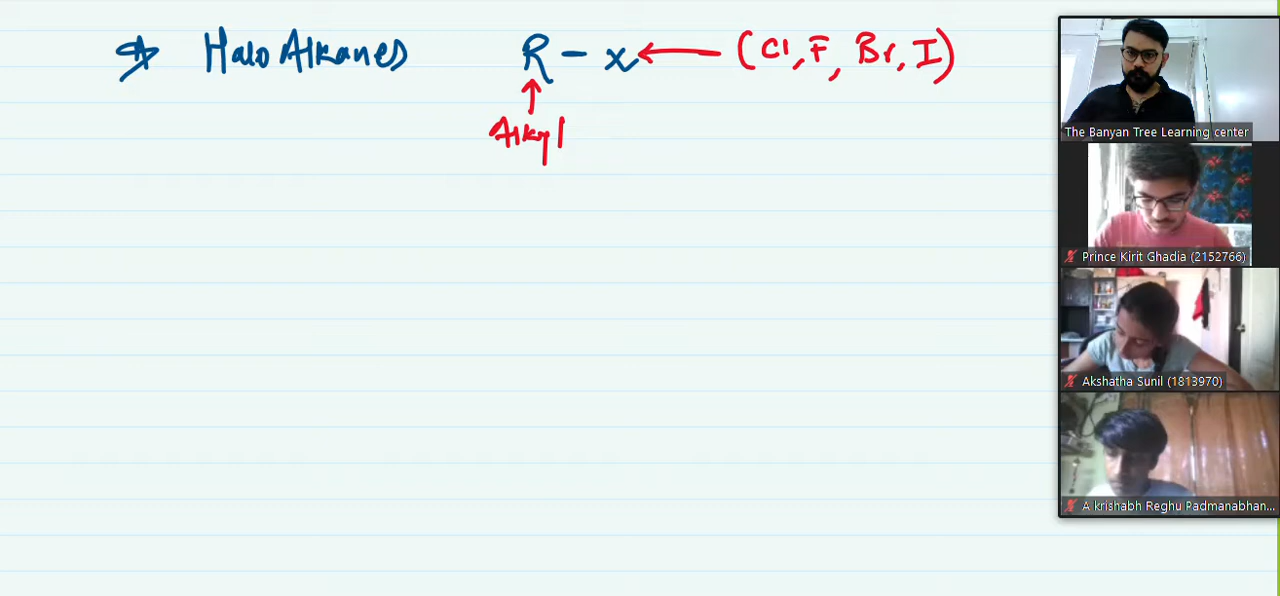 Halo Alkanes R - x ← (Cl, F, Br, I)
↑
Alkyl
The Banyan Tree Learning center
Prince Kirit Ghadia (2152766)
Akshatha Sunil (1813970)
A krishabh Reghu Padmanabhan...